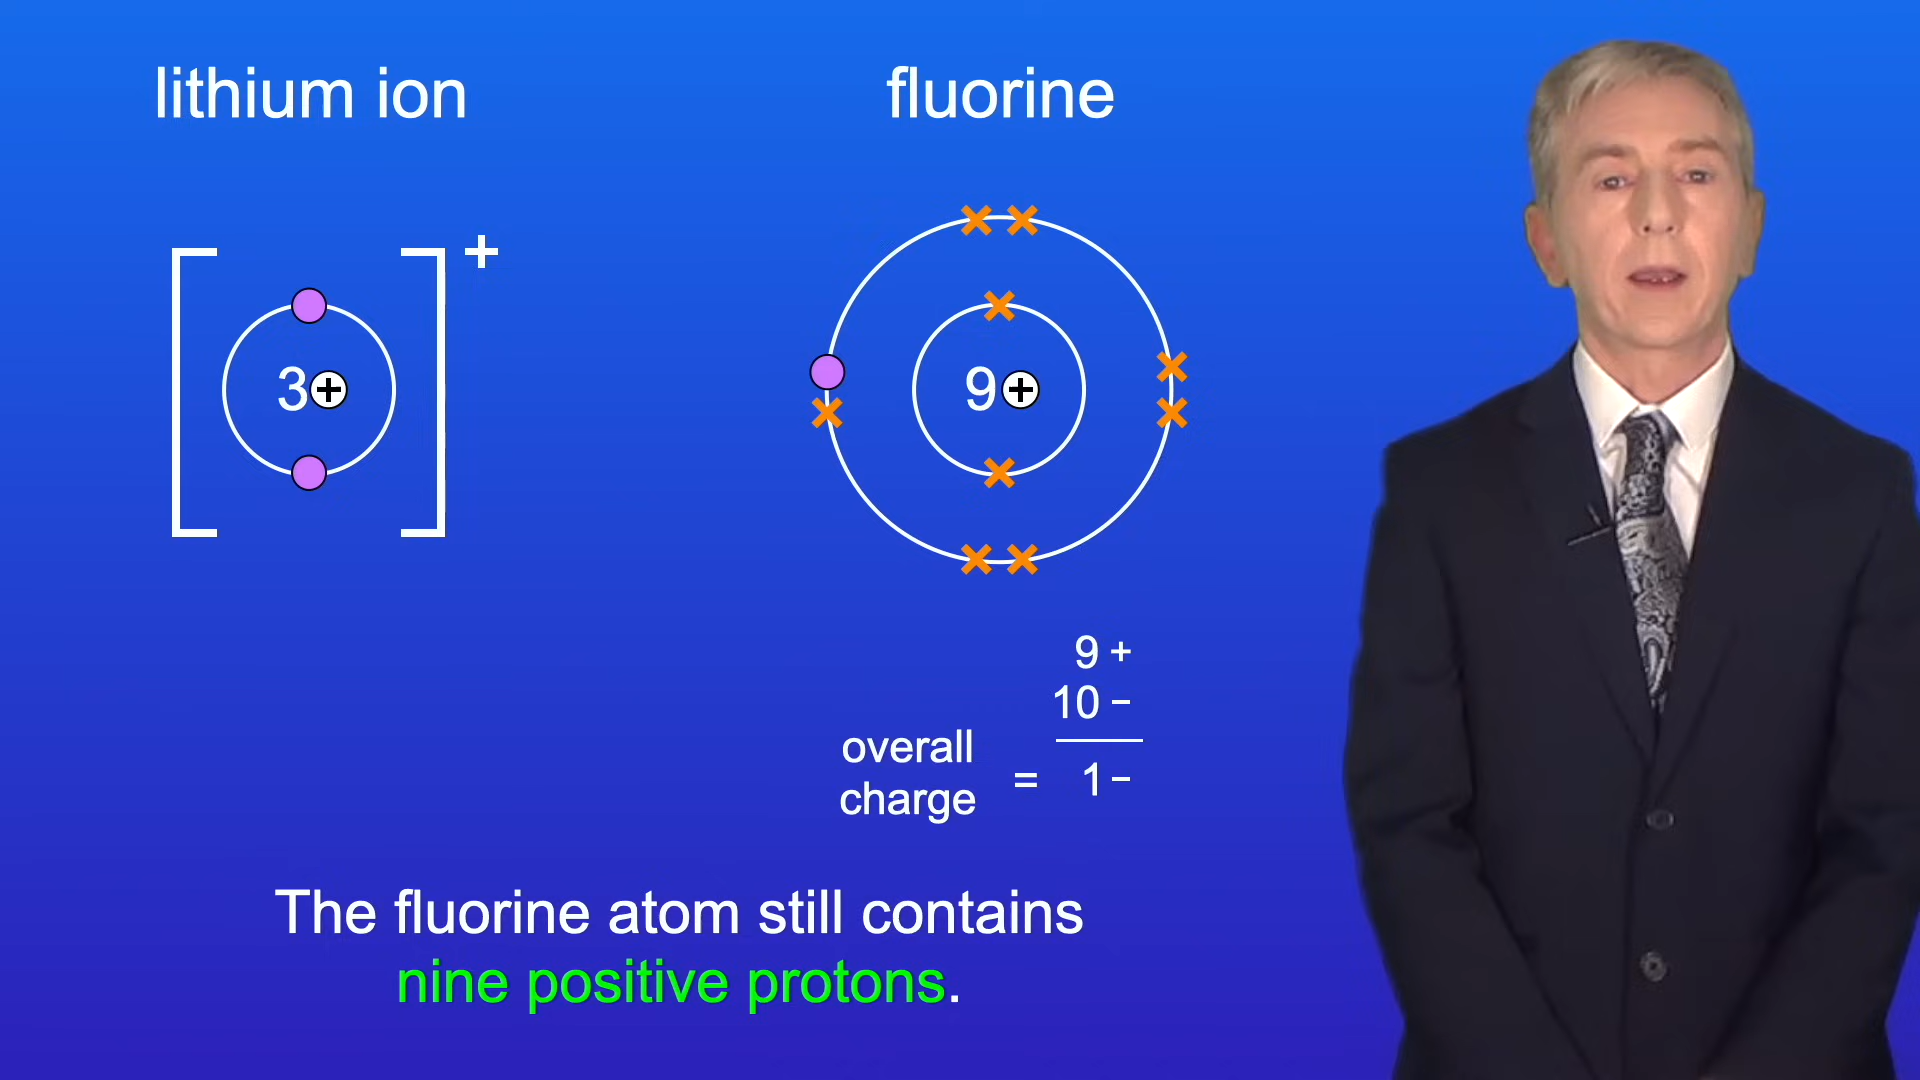 lithium ion
fluorine
+
3+
9+
9 +
10 −
overall
charge
= 1 −
The fluorine atom still contains
nine positive protons.